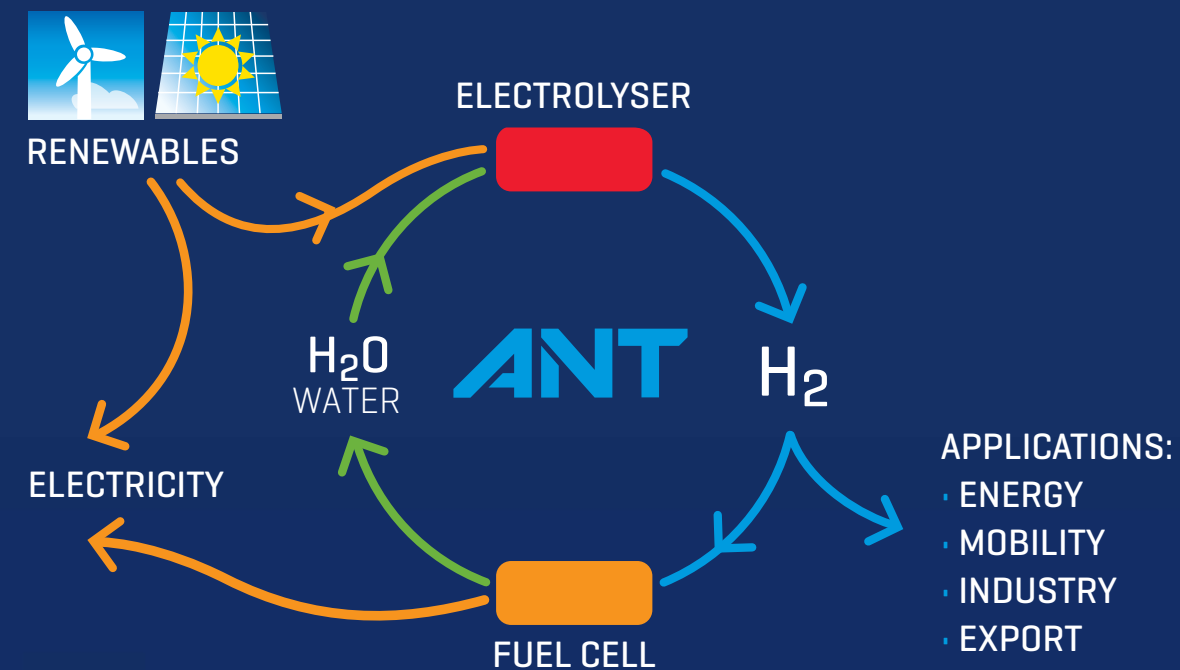 RENEWABLES
ELECTROLYSER
H₂O
WATER
ANT
H₂
ELECTRICITY
APPLICATIONS:
· ENERGY
· MOBILITY
· INDUSTRY
· EXPORT
FUEL CELL